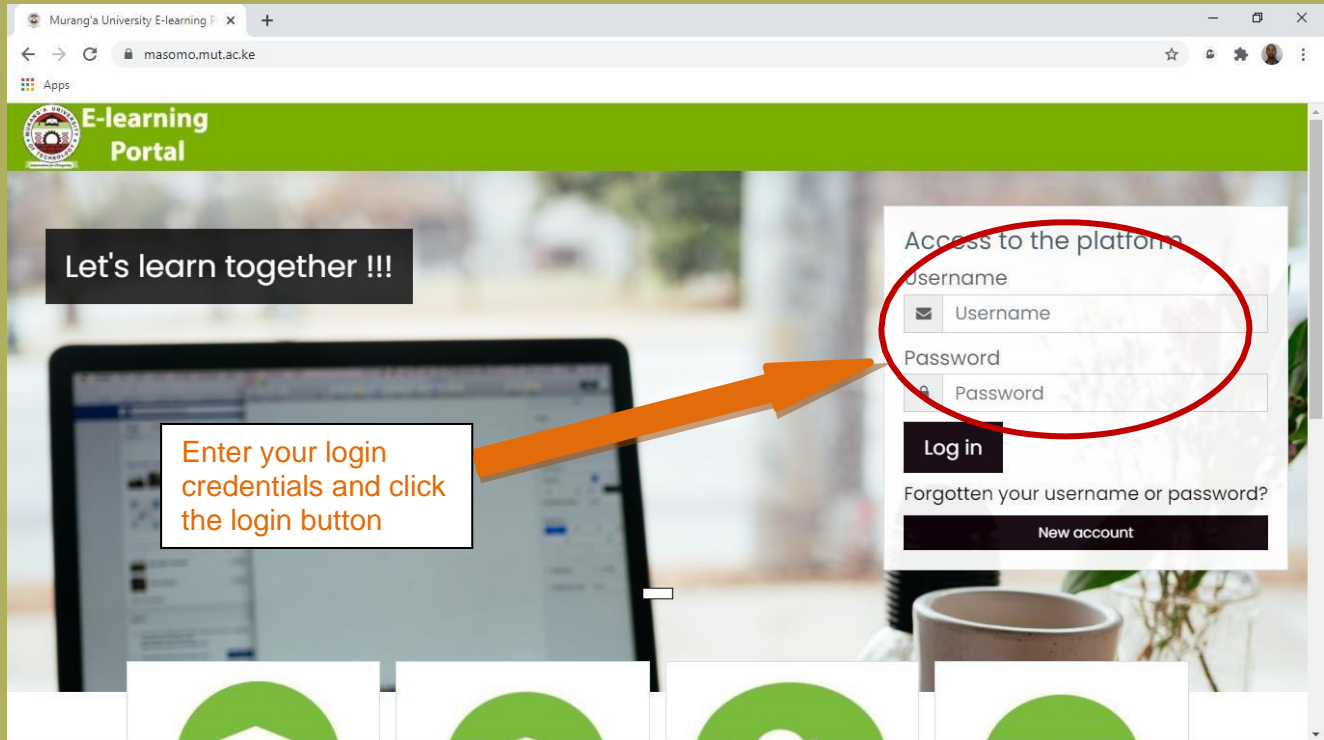 Murang'a University E-learning P
masomo.mut.ac.ke
Apps
E-learning
Portal
Let's learn together !!!
Access to the platform
Username
Username
Password
Password
Log in
Forgotten your username or password?
New account
Enter your login
credentials and click
the login button